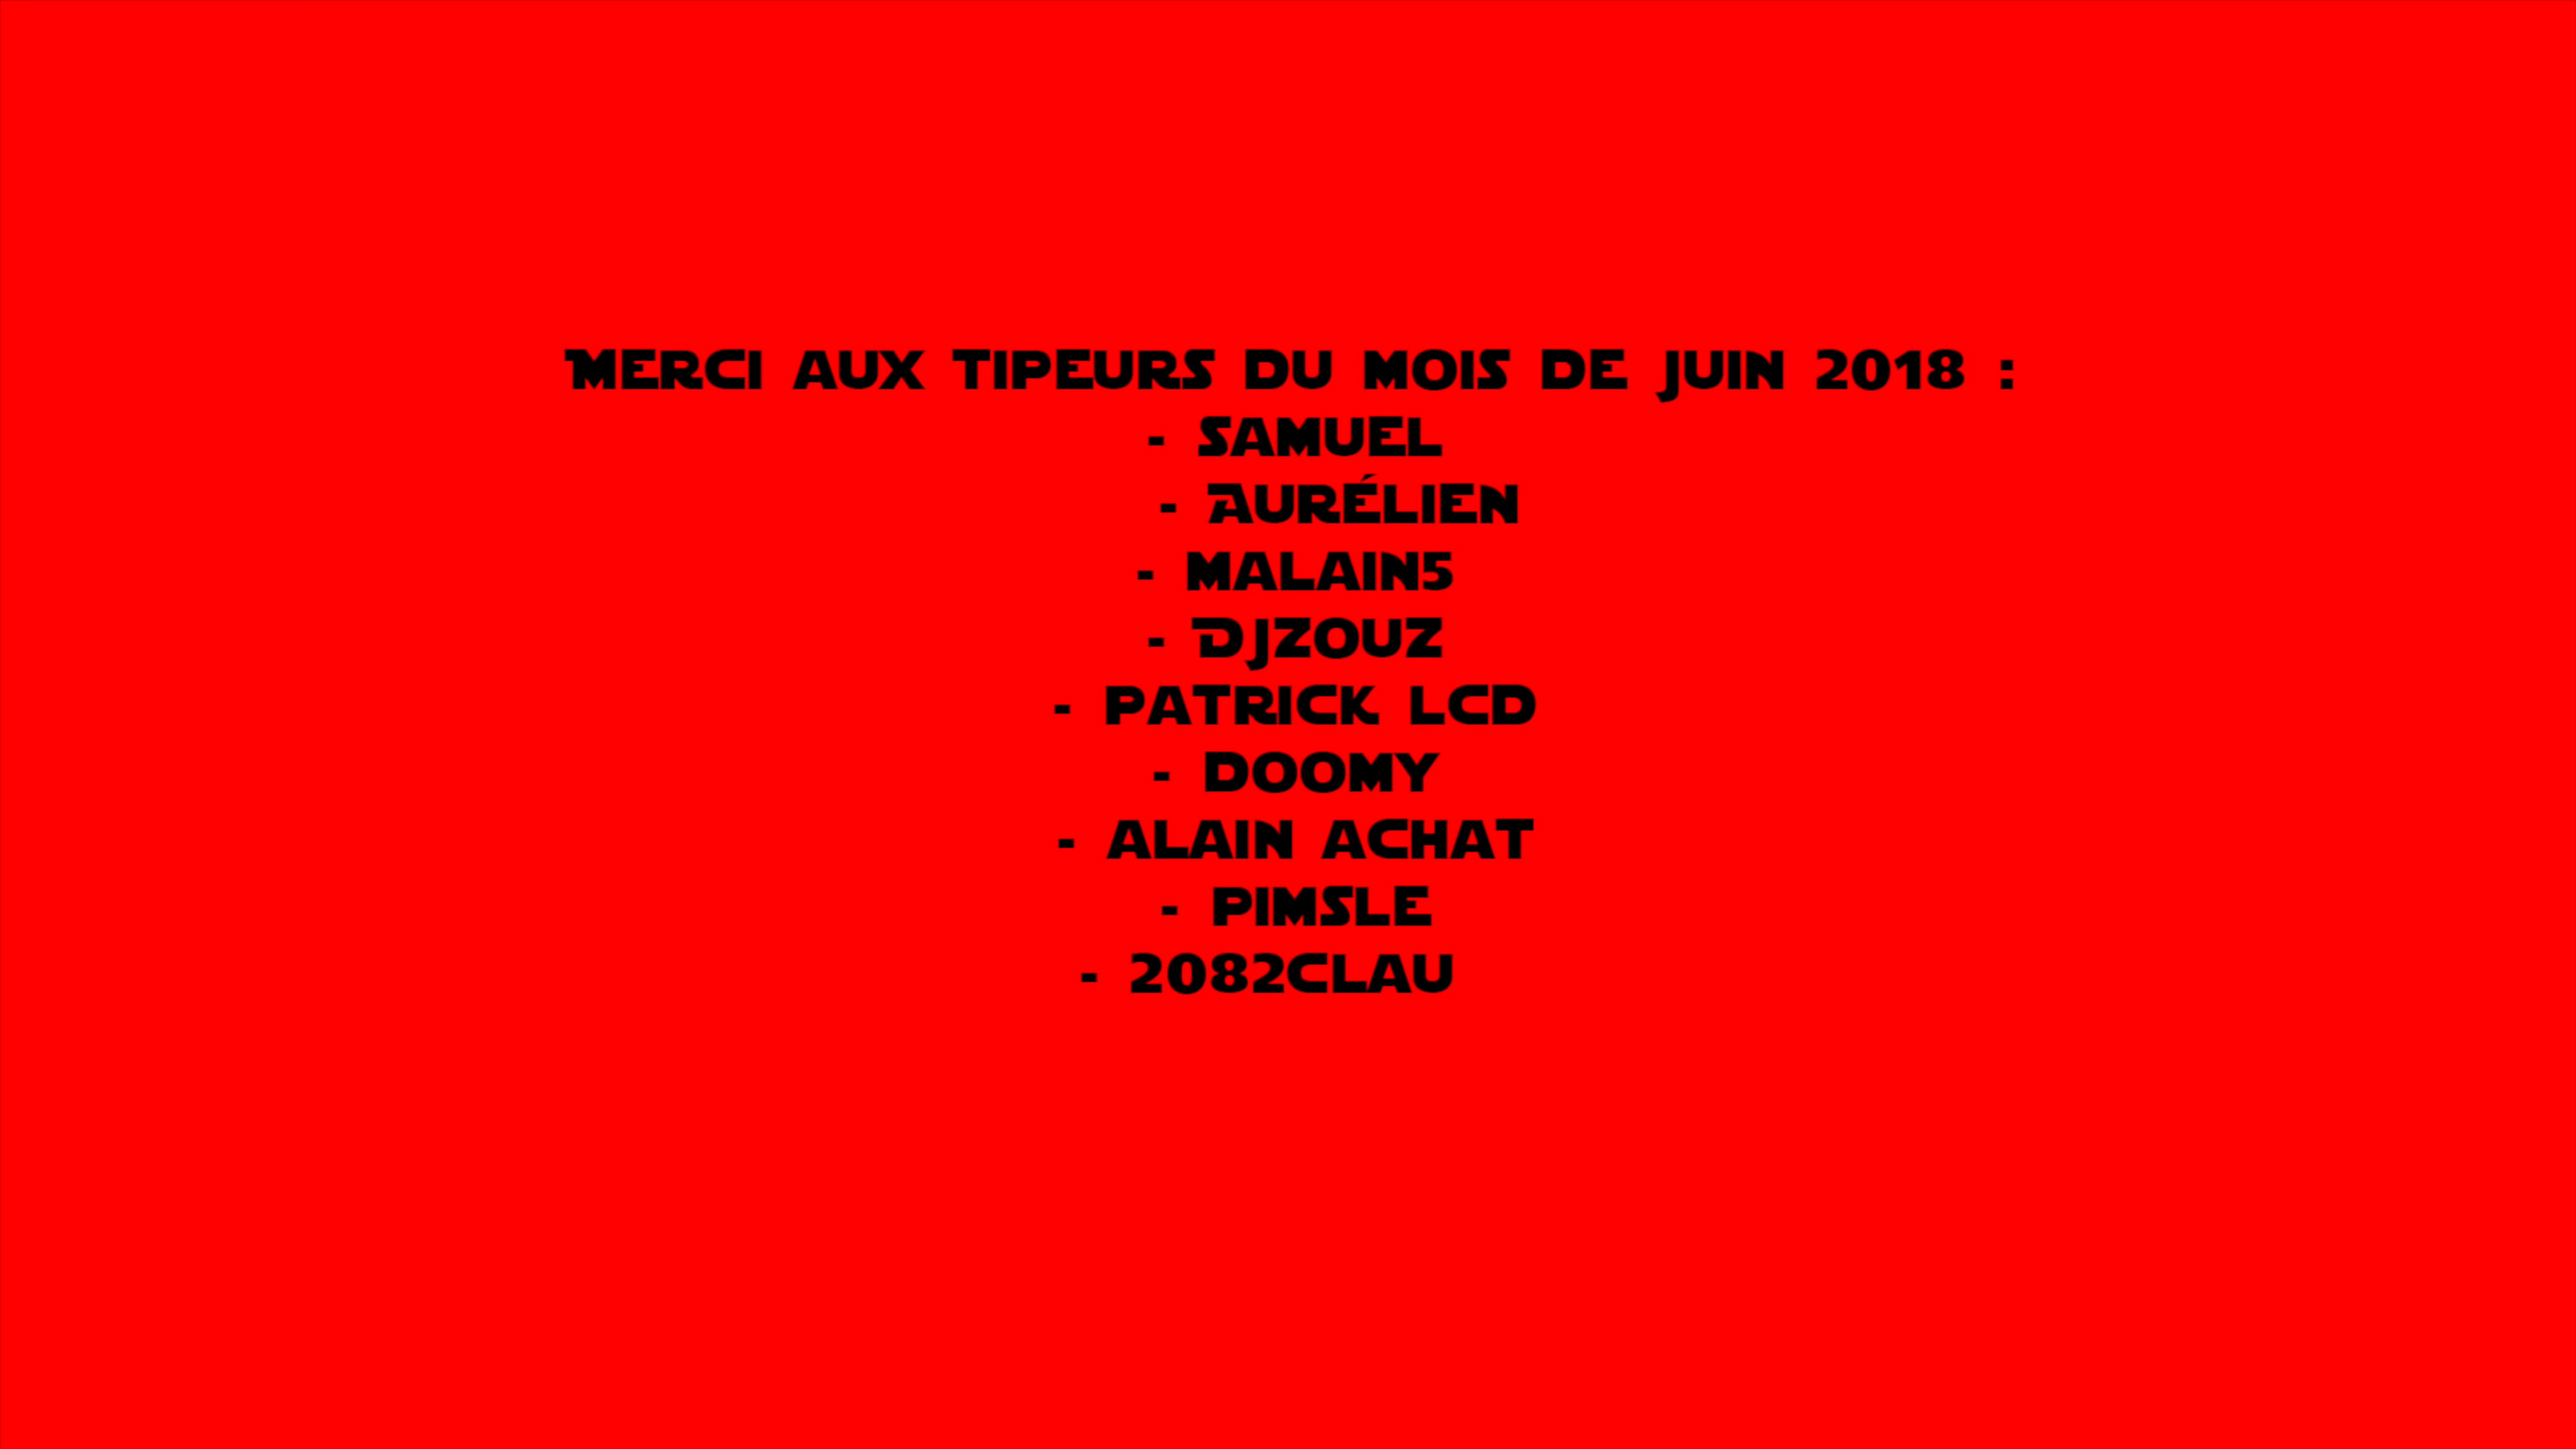 Merci aux tipeurs du mois de juin 2018 :
- samuel
- Aurélien
- malain5
- Djzouz
- patrick lcd
- doomy
- alain achat
- pimsle
- 2082clau